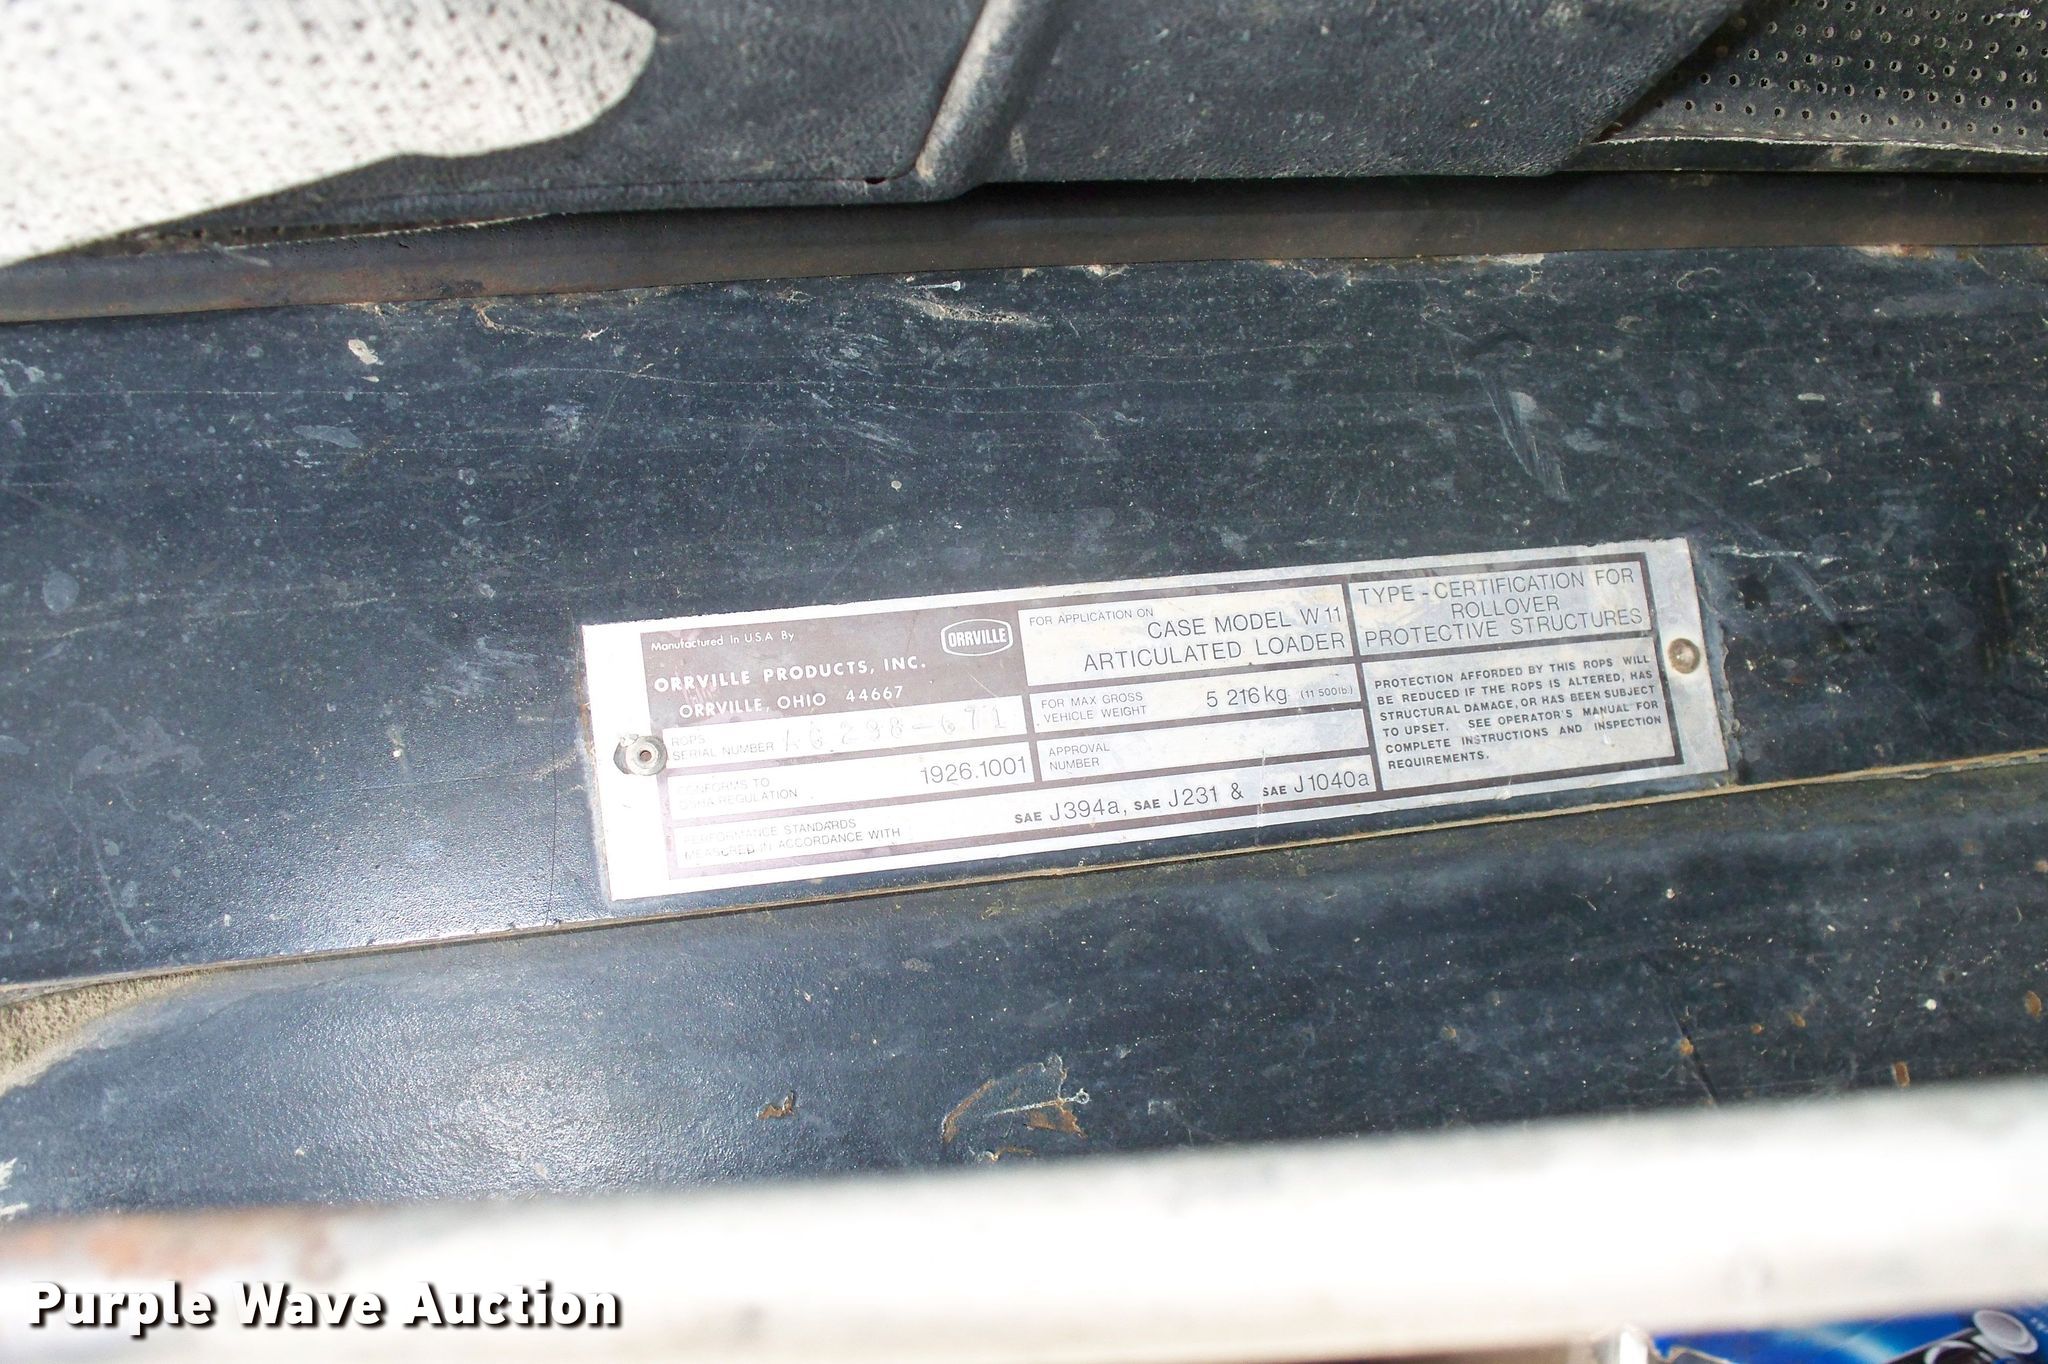 Manufactured In U.S.A. By
ORRVILLE
ORRVILLE PRODUCTS, INC.
ORRVILLE, OHIO 44667
ROPS
SERIAL NUMBER
CONFORMS TO
OSHA REGULATION 1926.1001
PERFORMANCE STANDARDS
MEASURED IN ACCORDANCE WITH SAE J394a, SAE J231 & SAE J1040a
FOR APPLICATION ON
CASE MODEL W11
ARTICULATED LOADER
FOR MAX GROSS
VEHICLE WEIGHT 5 216 kg (11 500 lb.)
APPROVAL
NUMBER
TYPE - CERTIFICATION FOR
ROLLOVER
PROTECTIVE STRUCTURES
PROTECTION AFFORDED BY THIS ROPS WILL
BE REDUCED IF THE ROPS IS ALTERED, HAS
STRUCTURAL DAMAGE, OR HAS BEEN SUBJECT
TO UPSET. SEE OPERATOR'S MANUAL FOR
COMPLETE INSTRUCTIONS AND INSPECTION
REQUIREMENTS.
Purple Wave Auction